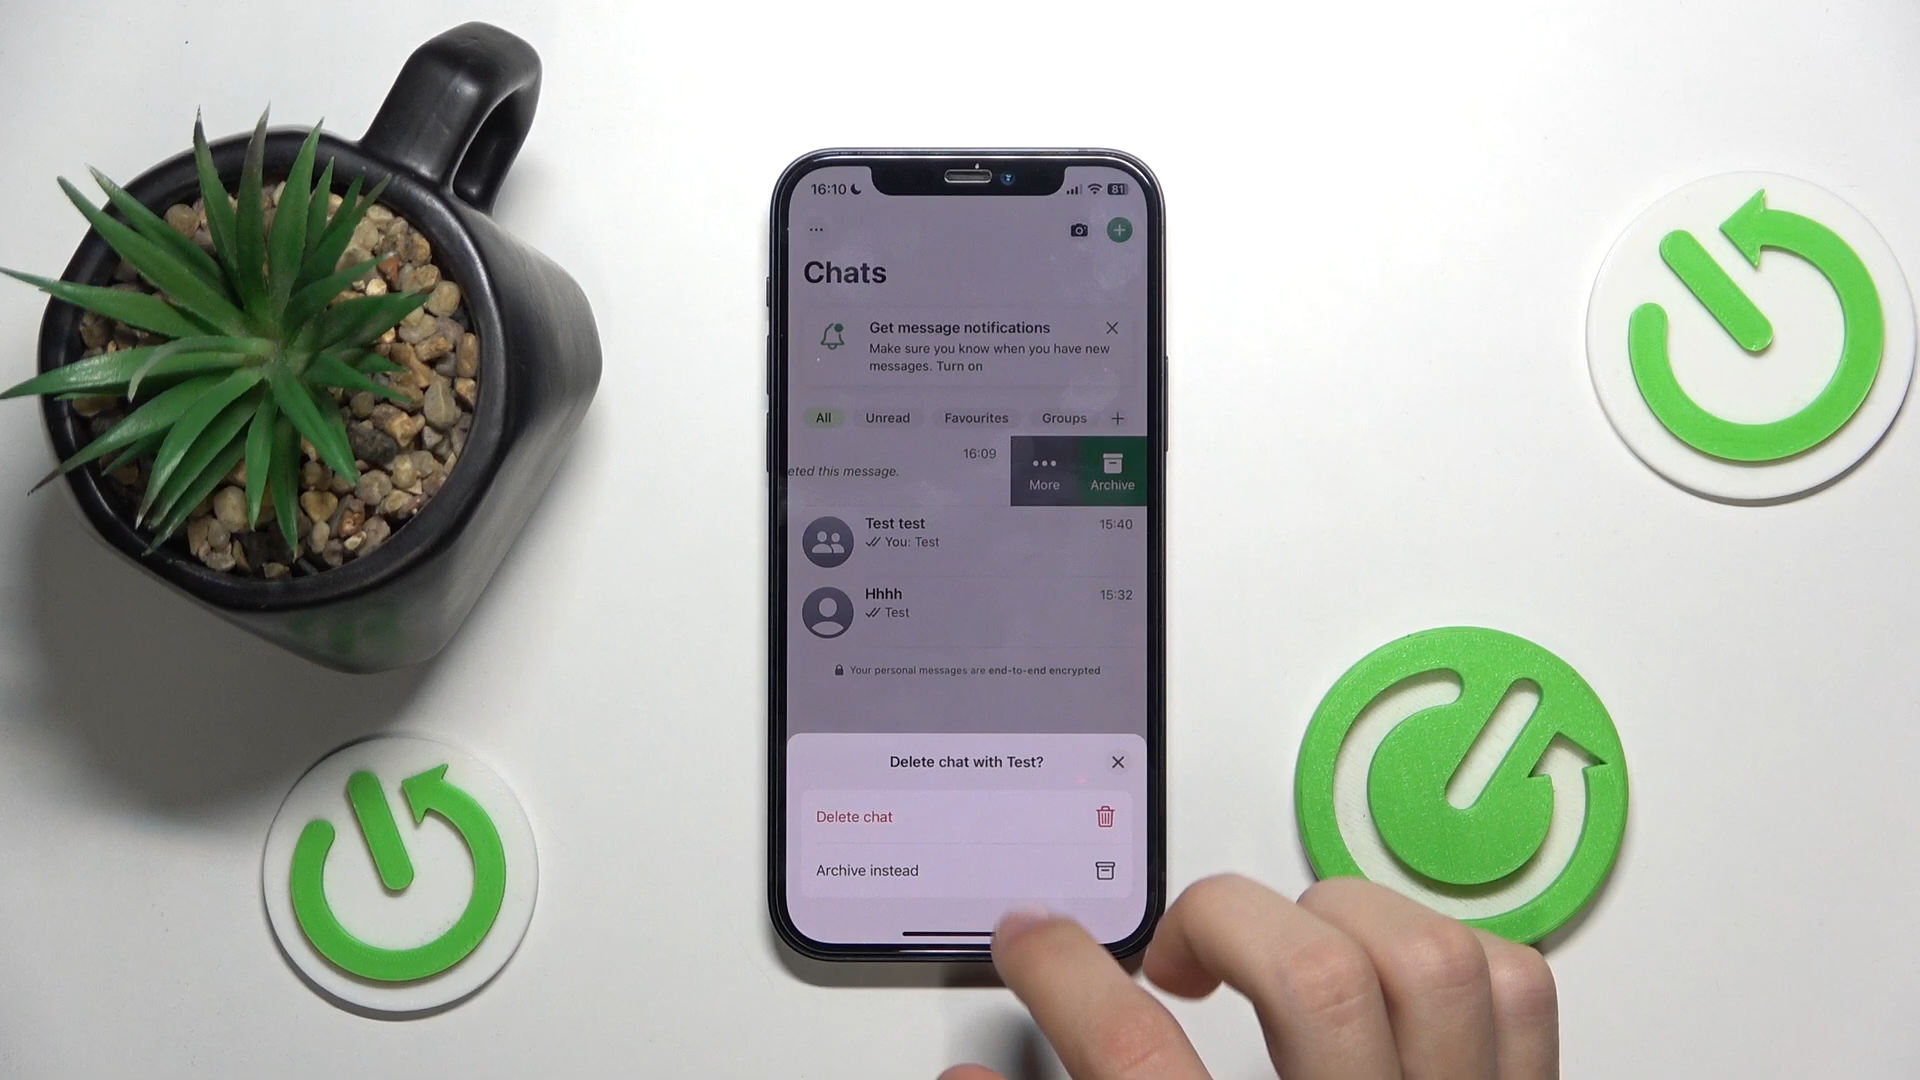 16:10
81
Chats
Get message notifications
Make sure you know when you have new
messages. Turn on
All Unread Favourites Groups
16:09
eted this message.
More Archive
Test test 15:40
You: Test
Hhhh 15:32
Test
Your personal messages are end-to-end encrypted
Delete chat with Test?
Delete chat
Archive instead